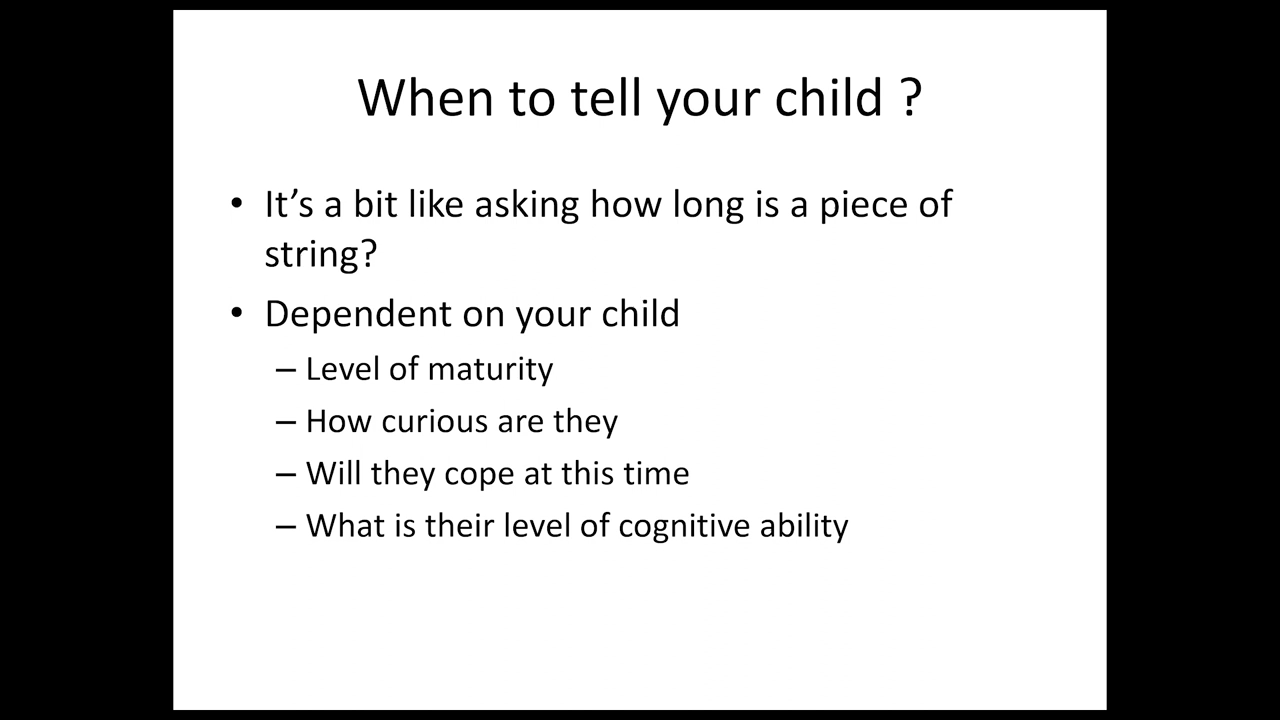 When to tell your child ?
• It’s a bit like asking how long is a piece of
string?
• Dependent on your child
– Level of maturity
– How curious are they
– Will they cope at this time
– What is their level of cognitive ability